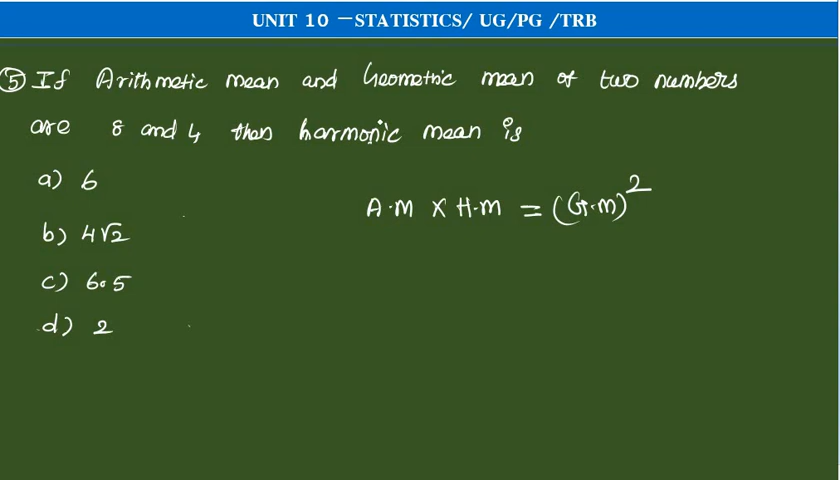 UNIT 10 – STATISTICS/ UG/PG /TRB
⑤ If Arithmetic mean and Geometric mean of two numbers
are 8 and 4 then harmonic mean is
a) 6
A.M X H.M = (G.M)²
b) 4√2
c) 6.5
d) 2